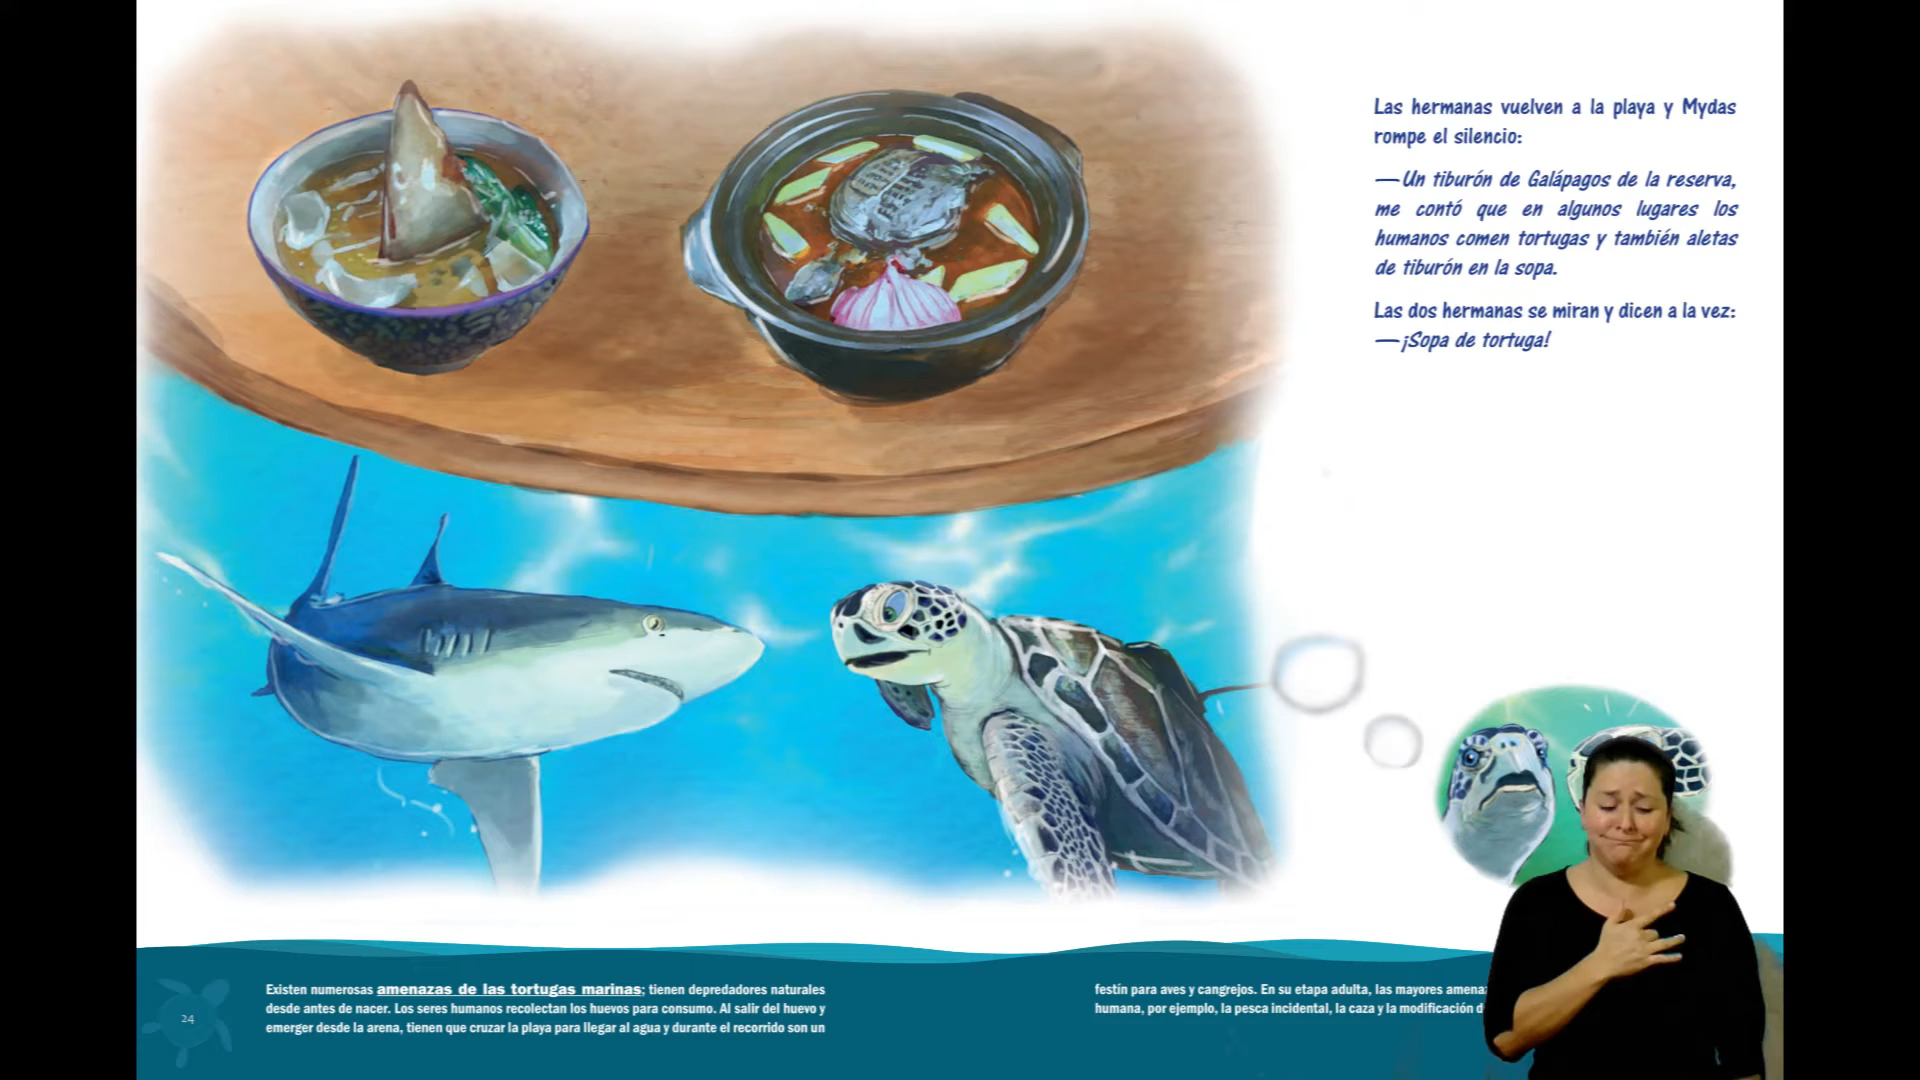 Las hermanas vuelven a la playa y Mydas
rompe el silencio:
—Un tiburón de Galápagos de la reserva,
me contó que en algunos lugares los
humanos comen tortugas y también aletas
de tiburón en la sopa.
Las dos hermanas se miran y dicen a la vez:
—¡Sopa de tortuga!
24
Existen numerosas amenazas de las tortugas marinas; tienen depredadores naturales
desde antes de nacer. Los seres humanos recolectan los huevos para consumo. Al salir del huevo y
emerger desde la arena, tienen que cruzar la playa para llegar al agua y durante el recorrido son un
festín para aves y cangrejos. En su etapa adulta, las mayores
humana, por ejemplo, la pesca incidental, la caza y la modificación